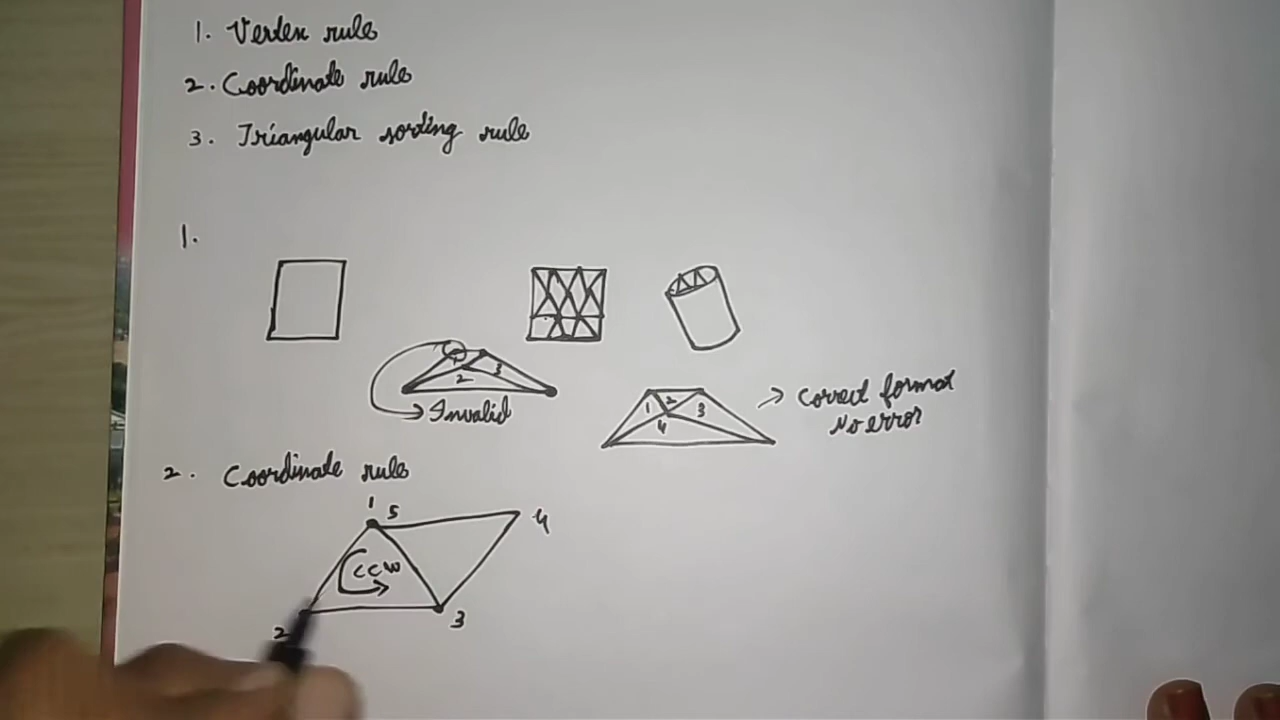 1. Vertex rule
2. Coordinate rule
3. Triangular sorting rule
1.
2 3
Invalid
1 2 3
4
→ Correct format
No error
2. Coordinate rule
1 5
4
CCW
2
3